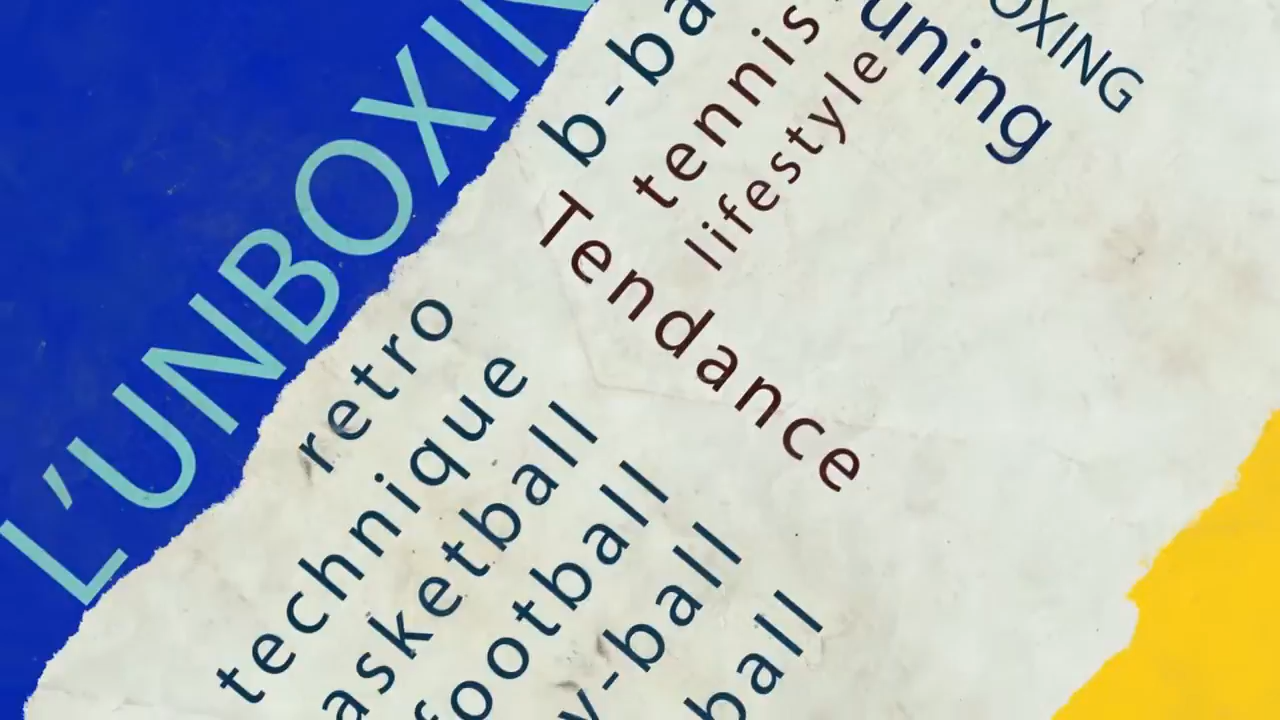 L'UNBOXIN
b-ba
tennis
lifestyle
uning
OXING
Tendance
retro
technique
asketball
football
y-ball
ball